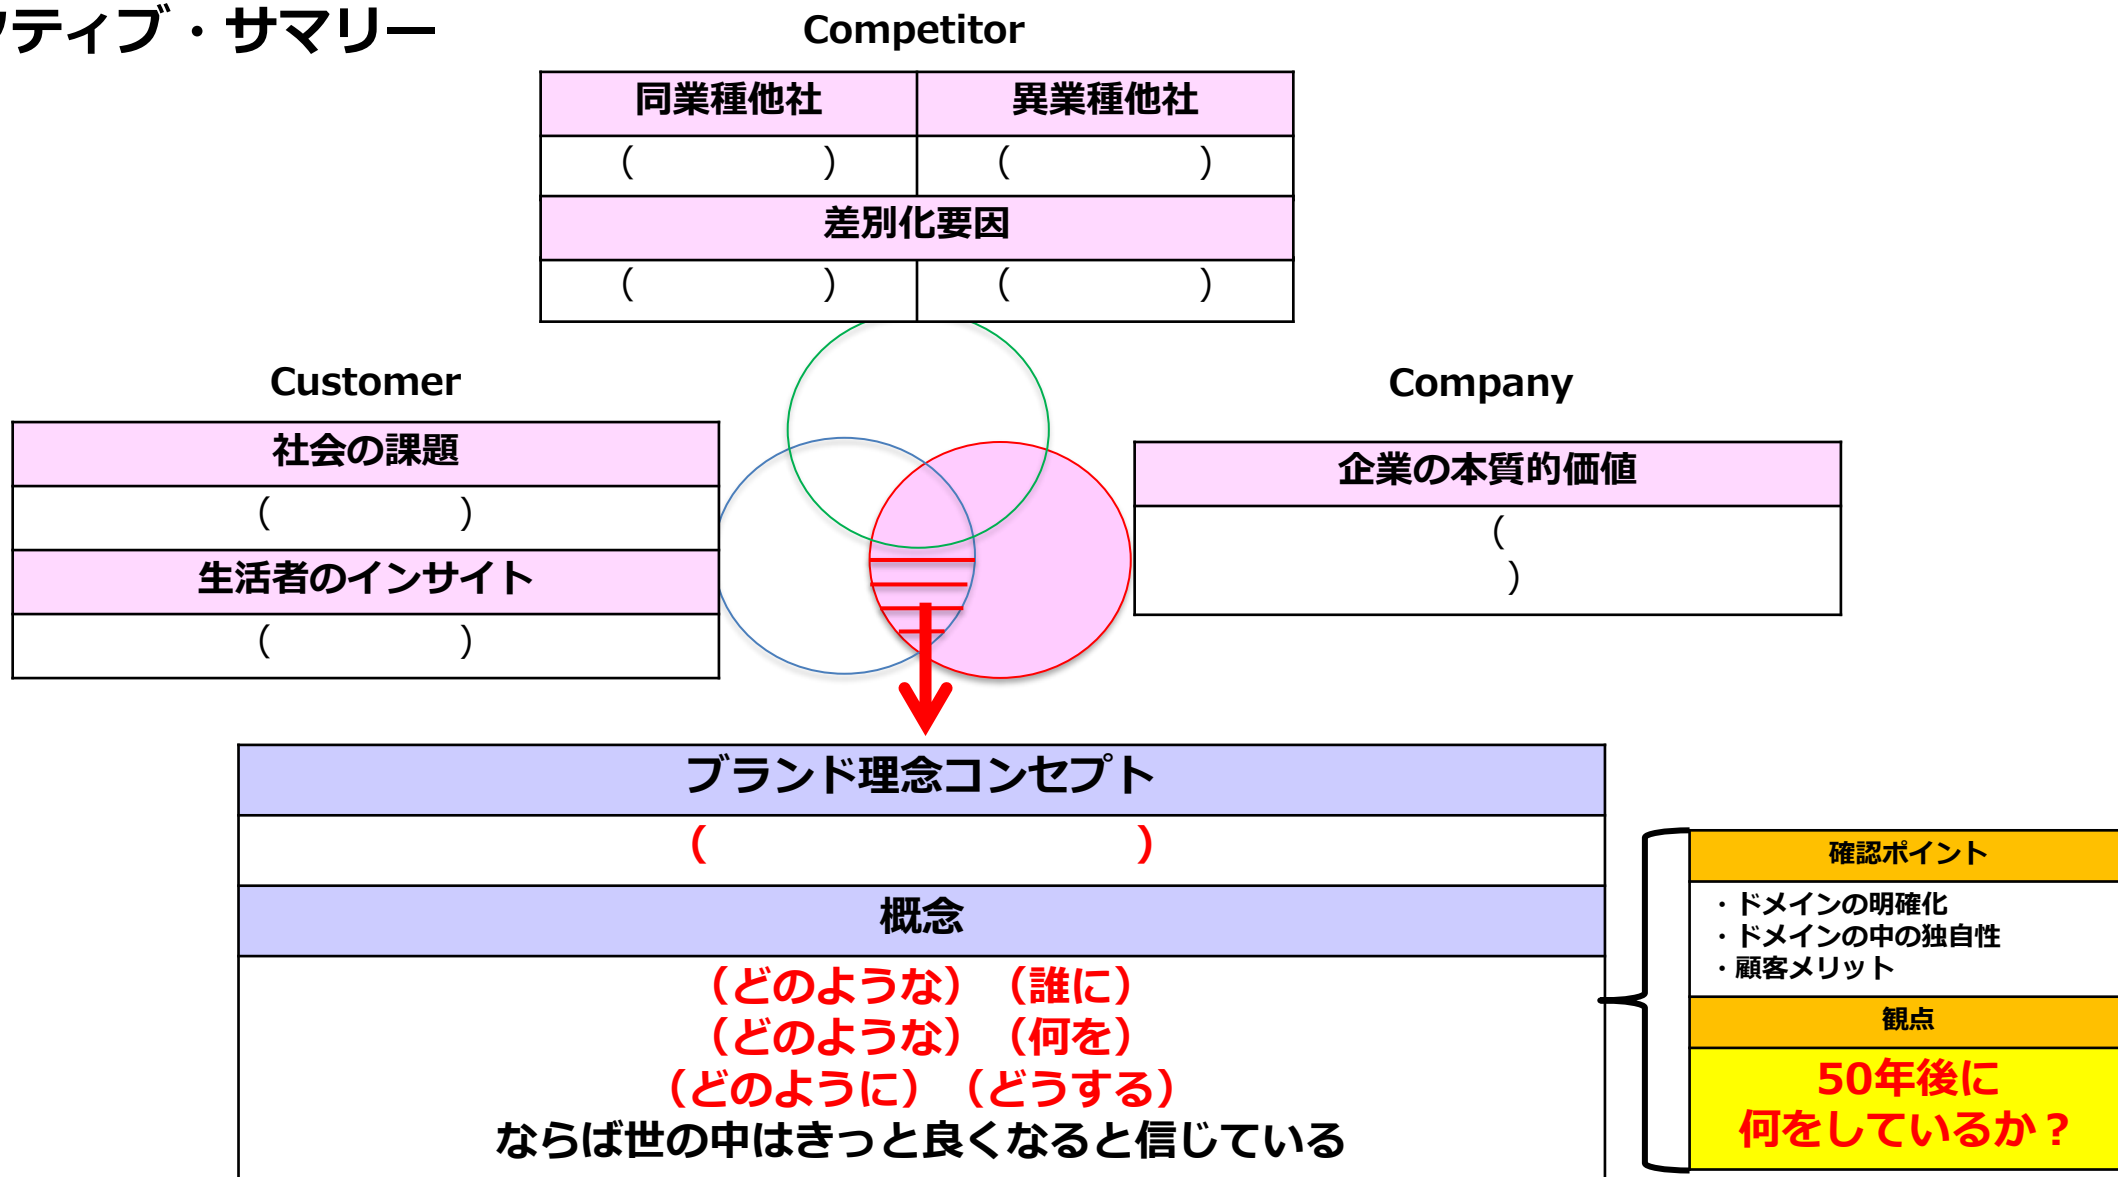 ティブ・サマリー
Competitor
同業種他社 異業種他社
（　　　　　） （　　　　　）
差別化要因
（　　　　　） （　　　　　）
Customer
社会の課題
（　　　　　）
生活者のインサイト
（　　　　　）
Company
企業の本質的価値
（
）
ブランド理念コンセプト
（　　　　　　　　　　）
概念
（どのような）（誰に）
（どのような）（何を）
（どのように）（どうする）
ならば世の中はきっと良くなると信じている
確認ポイント
・ドメインの明確化
・ドメインの中の独自性
・顧客メリット
観点
50年後に
何をしているか？